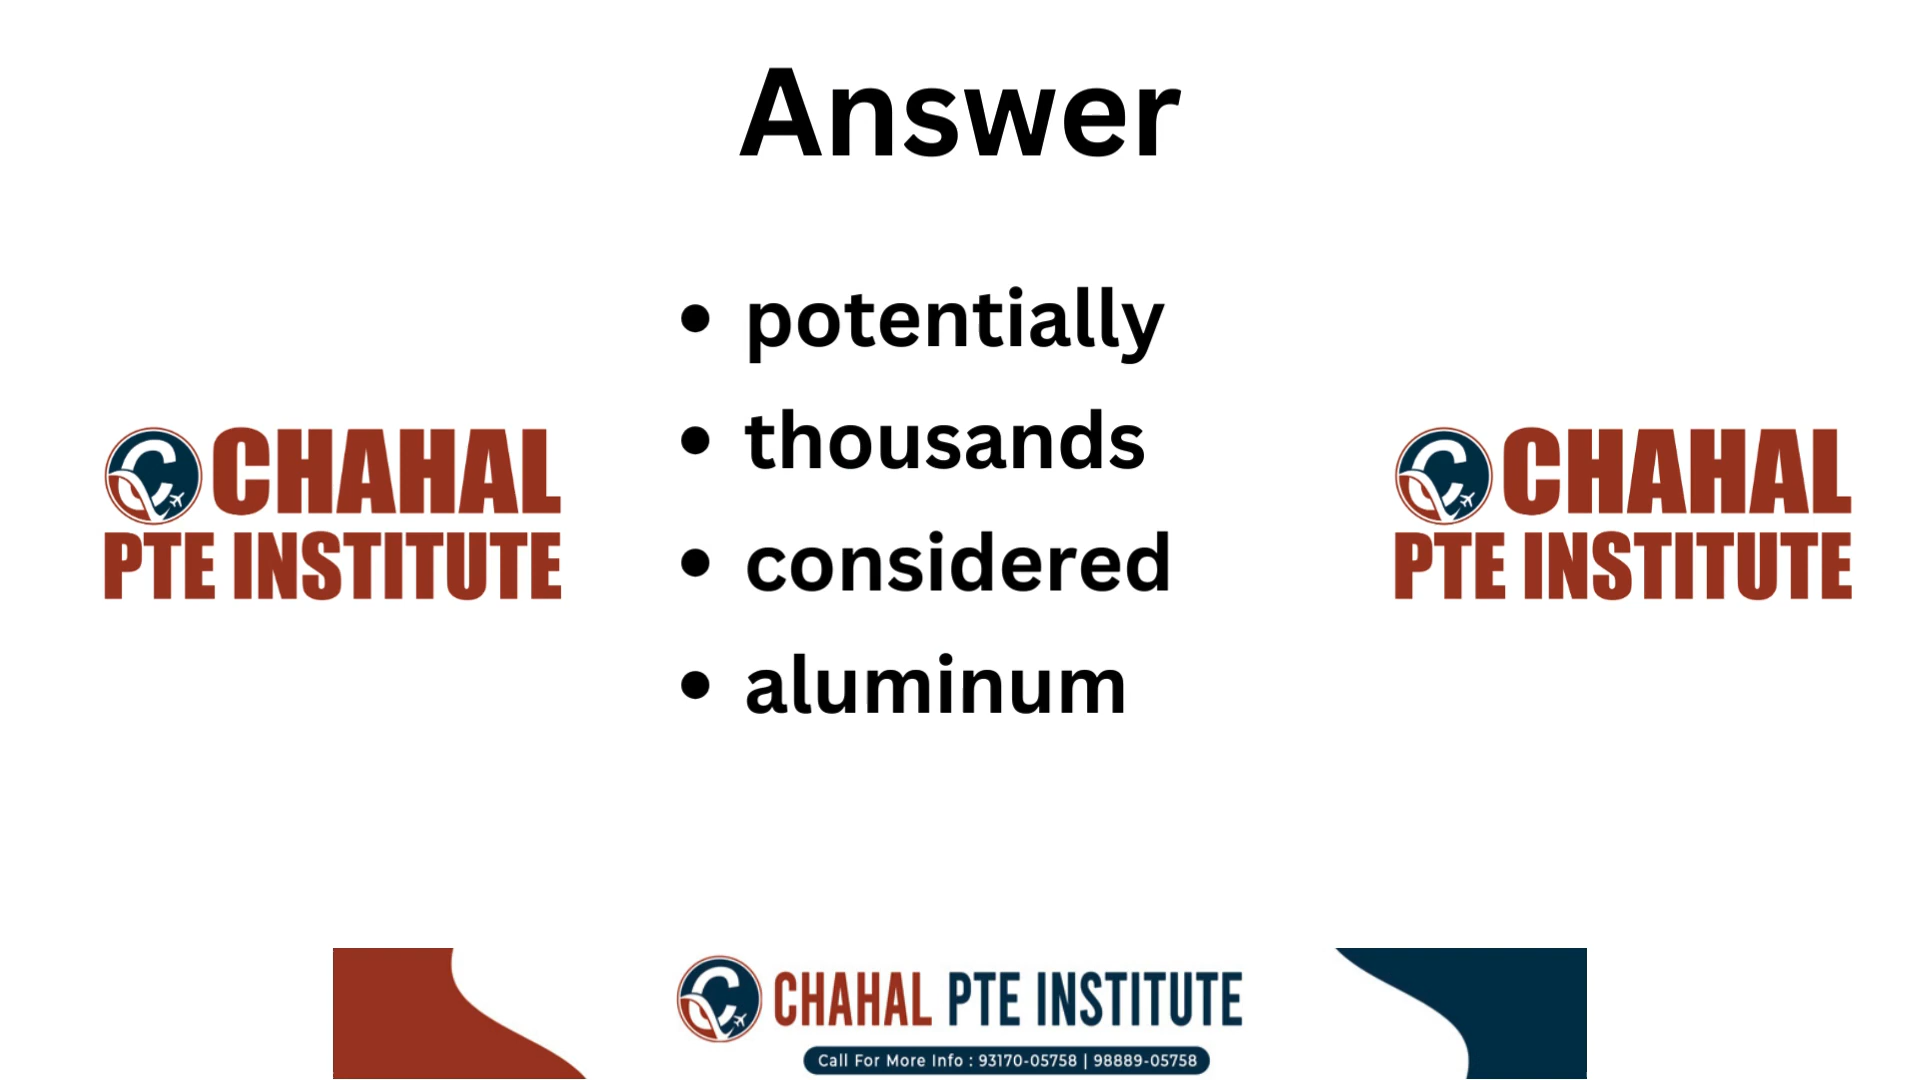 Answer
• potentially
• thousands
• considered
• aluminum
CHAHAL
PTE INSTITUTE
CHAHAL
PTE INSTITUTE
CHAHAL PTE INSTITUTE
Call For More Info : 93170-05758 | 98889-05758